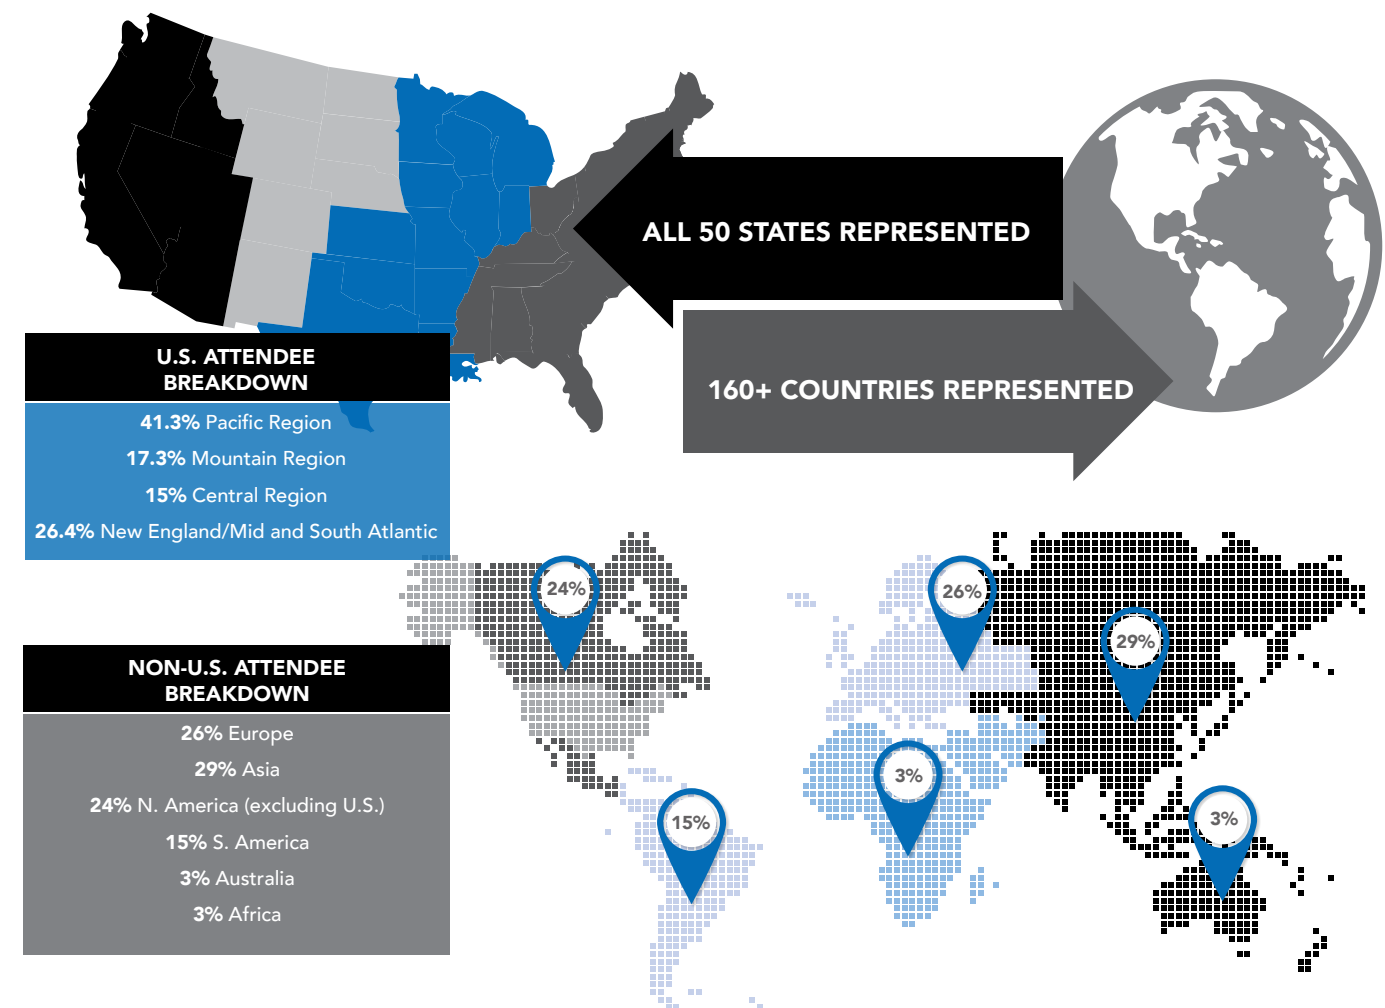 ALL 50 STATES REPRESENTED
160+ COUNTRIES REPRESENTED
U.S. ATTENDEE
BREAKDOWN
41.3% Pacific Region
17.3% Mountain Region
15% Central Region
26.4% New England/Mid and South Atlantic
NON-U.S. ATTENDEE
BREAKDOWN
26% Europe
29% Asia
24% N. America (excluding U.S.)
15% S. America
3% Australia
3% Africa
24%
26%
29%
3%
15%
3%